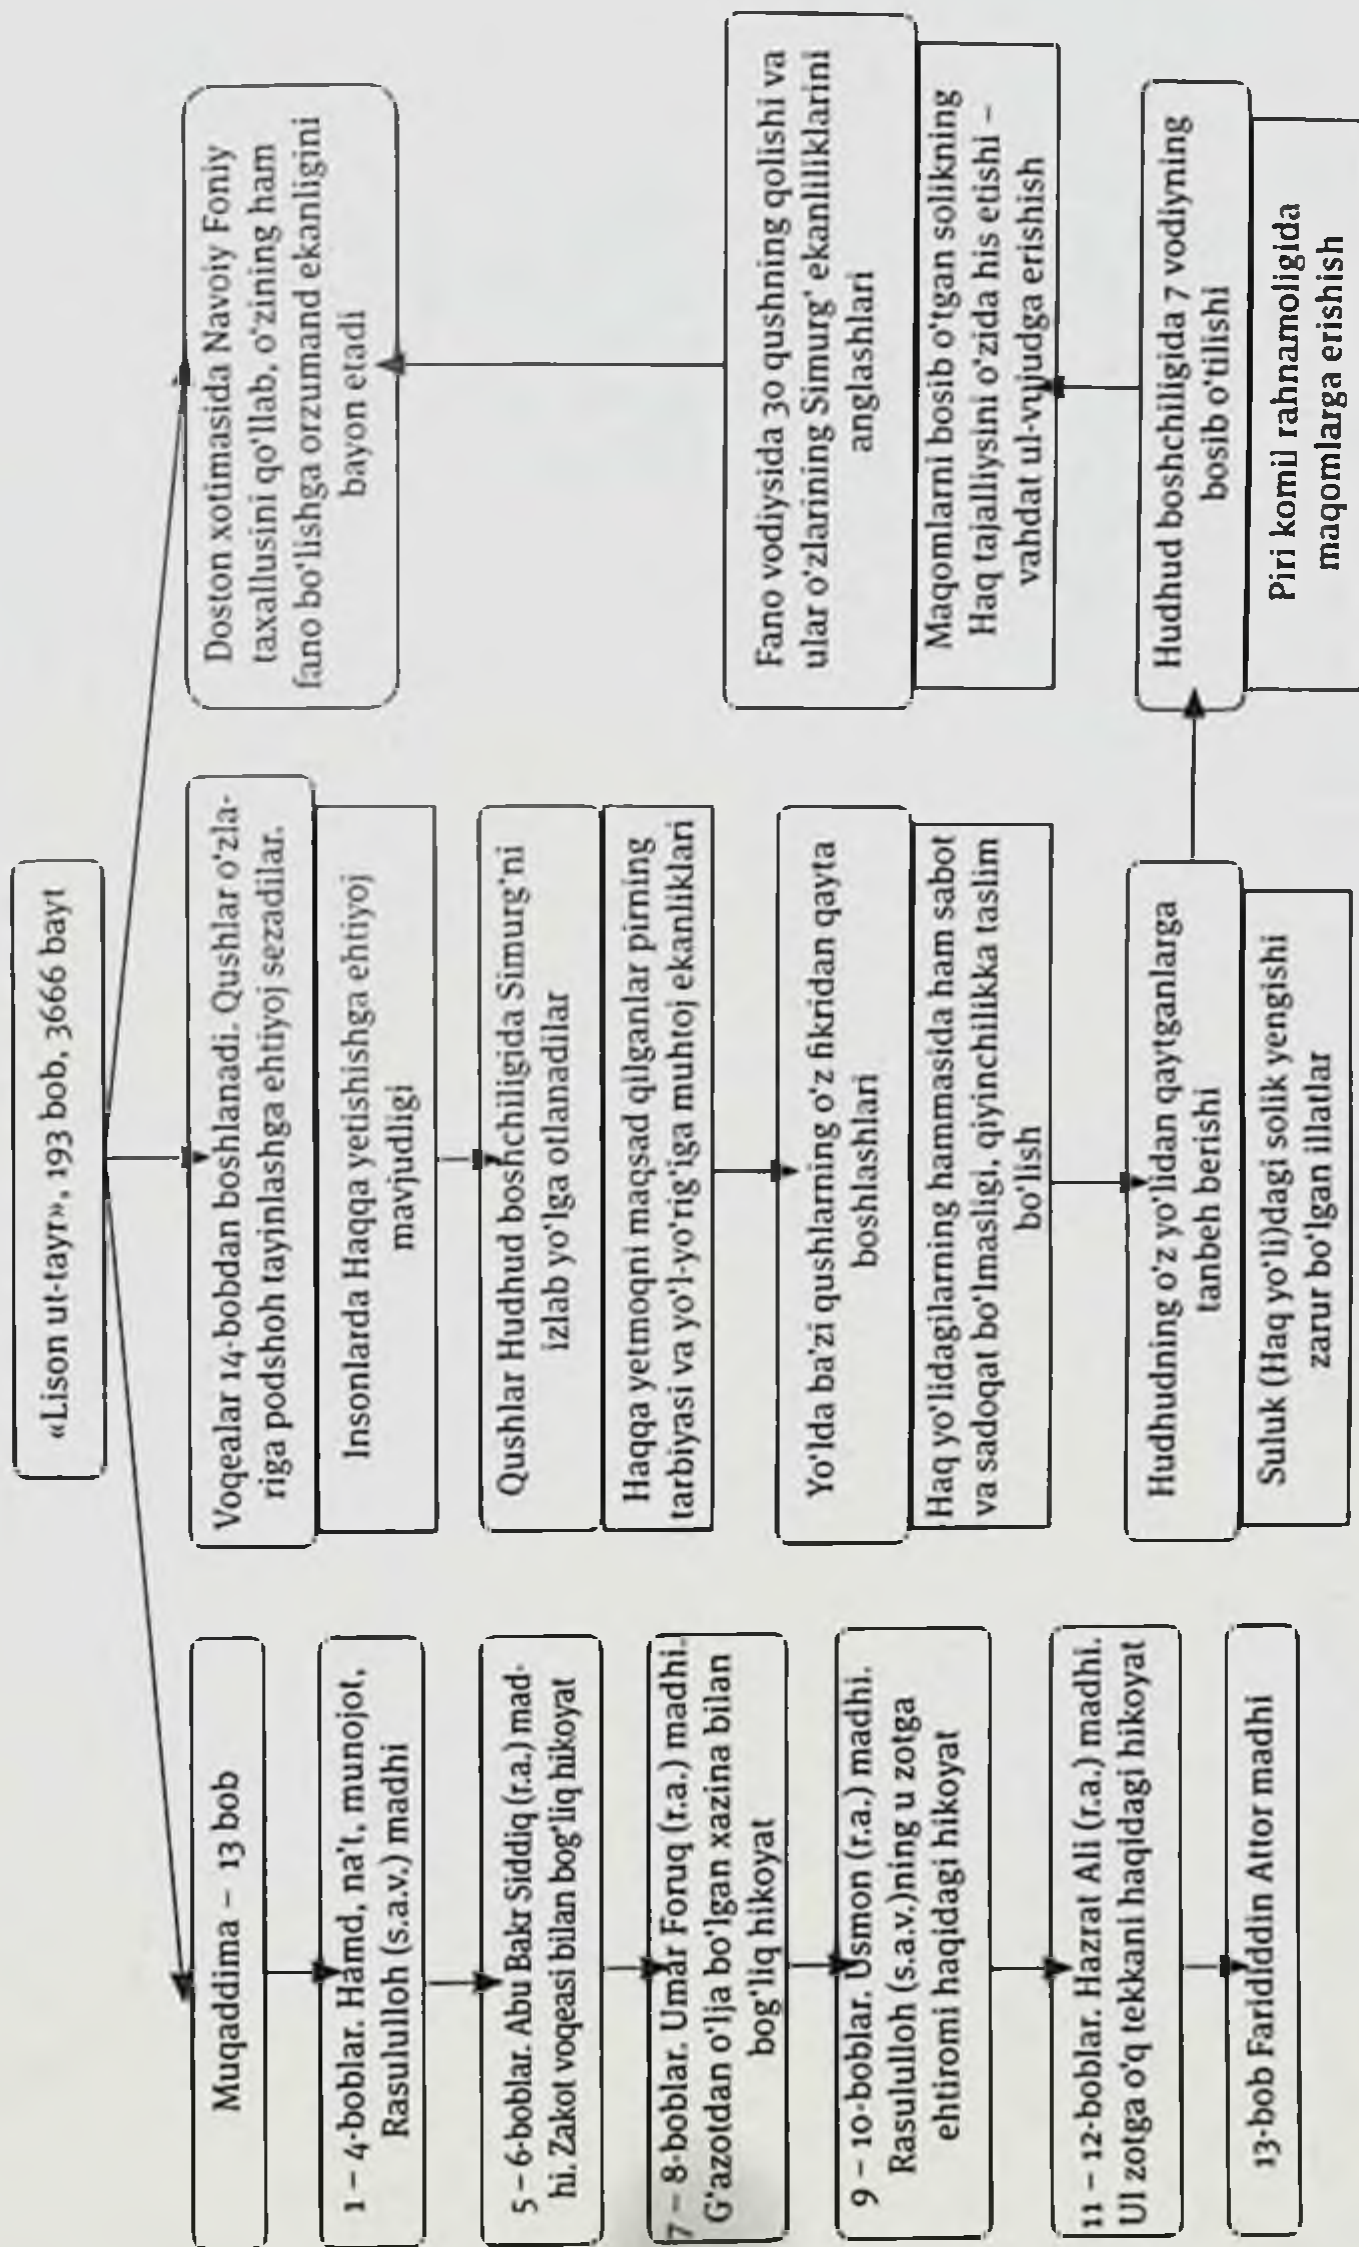 «Lison ut-tayr», 193 bob, 3666 bayt
Muqaddima – 13 bob
1 – 4-boblar. Hamd, na't, munojot,
Rasululloh (s.a.v.) madhi
5 – 6-boblar. Abu Bakr Siddiq (r.a.) mad-
hi. Zakot voqeasi bilan bog'liq hikoyat
7 – 8-boblar. Umar Foruq (r.a.) madhi.
G'azotdan o'lja bo'lgan xazina bilan
bog'liq hikoyat
9 – 10-boblar. Usmon (r.a.) madhi.
Rasululloh (s.a.v.)ning u zotga
ehtiromi haqidagi hikoyat
11 – 12-boblar. Hazrat Ali (r.a.) madhi.
Ul zotga o'q tekkani haqidagi hikoyat
13-bob Farididdin Attor madhi
Voqealar 14-bobdan boshlanadi. Qushlar o'zla-
riga podshoh tayinlashga ehtiyoj sezadilar.
Insonlarda Haqqa yetishishga ehtiyoj
mavjudligi
Qushlar Hudhud boshchiligida Simurg'ni
izlab yo'lga otlanadilar
Haqqa yetmoqni maqsad qilganlar pirning
tarbiyasi va yo'l-yo'rig'iga muhtoj ekanliklari
Yo'lda ba'zi qushlarning o'z fikridan qayta
boshlashlari
Haq yo'lidagilarning hammasida ham sabot
va sadoqat bo'lmasligi, qiyinchilikka taslim
bo'lish
Hudhudning o'z yo'lidan qaytganlarga
tanbeh berishi
Suluk (Haq yo'li)dagi solik yengishi
zarur bo'lgan illatlar
Hudhud boshchiligida 7 vodiyning
bosib o'tilishi
Piri komil rahnamoligida
maqomlarga erishish
Fano vodiysida 30 qushning qolishi va
ular o'zlarining Simurg' ekanliliklarini
anglashlari
Maqomlarni bosib o'tgan solikning
Haq tajalliysini o'zida his etishi –
vahdat ul-vujudga erishish
Doston xotimasida Navoiy Foniy
taxallusini qo'llab, o'zining ham
fano bo'lishga orzumand ekanligini
bayon etadi